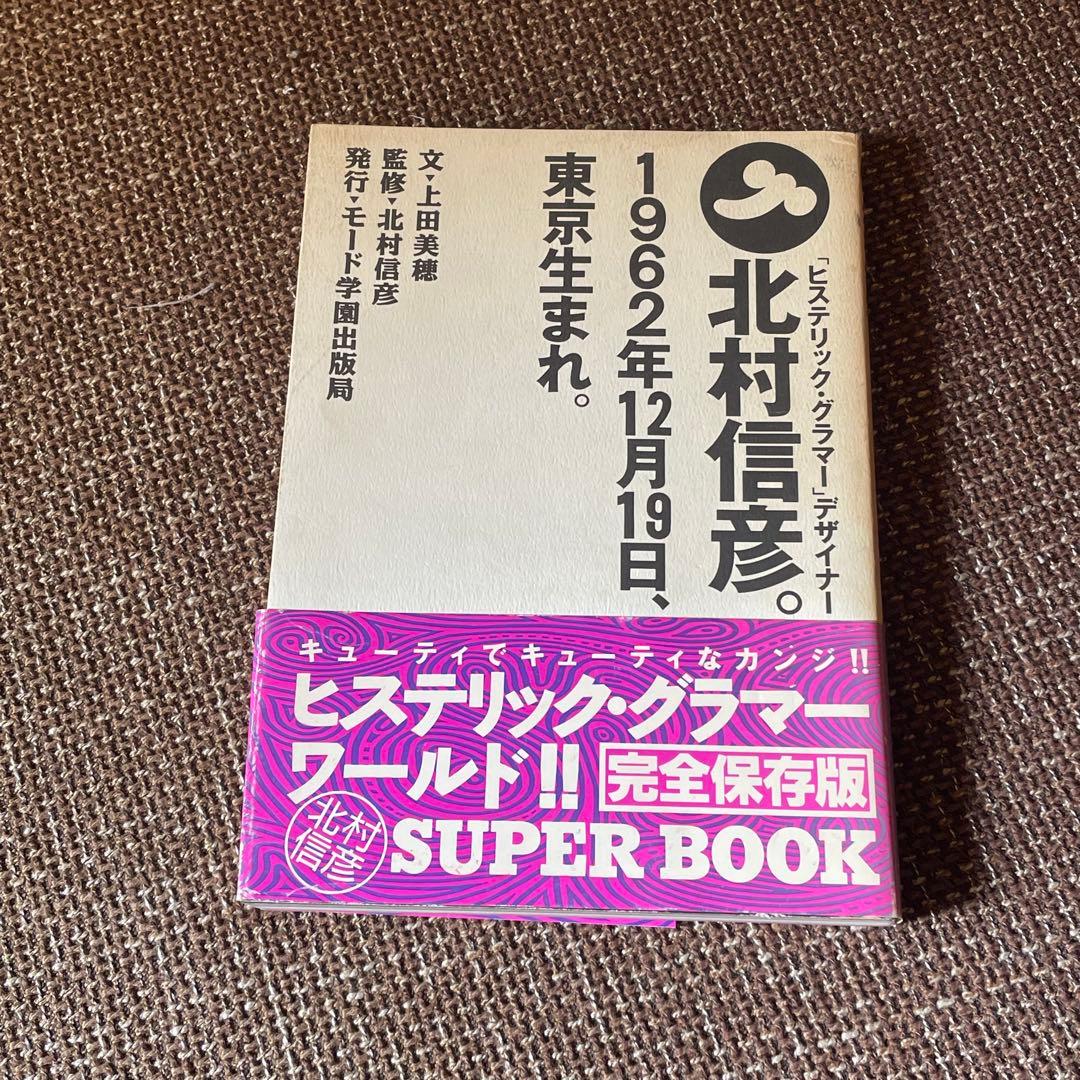 「ヒステリック・グラマー」デザイナー
北村信彦。
1962年12月19日、
東京生まれ。
文・上田美穂
監修・北村信彦
発行・モード学園出版局
キューティでキューティなカンジ!!
ヒステリック・グラマー
ワールド!!
完全保存版
北村
信彦
SUPER BOOK